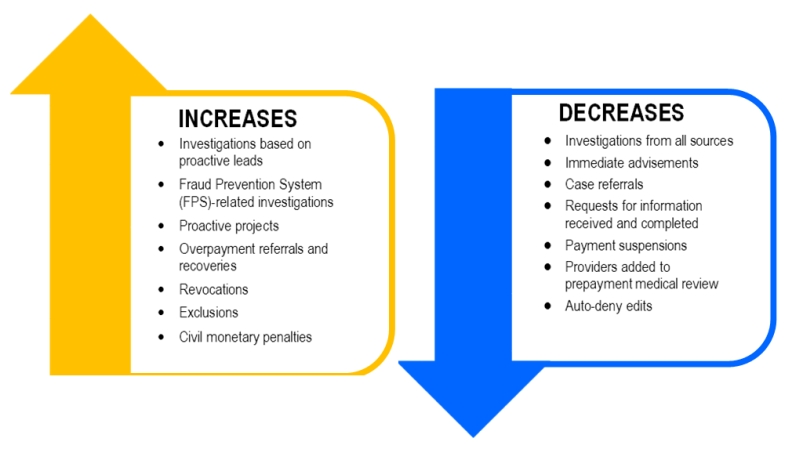 INCREASES
• Investigations based on
proactive leads
• Fraud Prevention System
(FPS)-related investigations
• Proactive projects
• Overpayment referrals and
recoveries
• Revocations
• Exclusions
• Civil monetary penalties
DECREASES
• Investigations from all sources
• Immediate advisements
• Case referrals
• Requests for information
received and completed
• Payment suspensions
• Providers added to
prepayment medical review
• Auto-deny edits